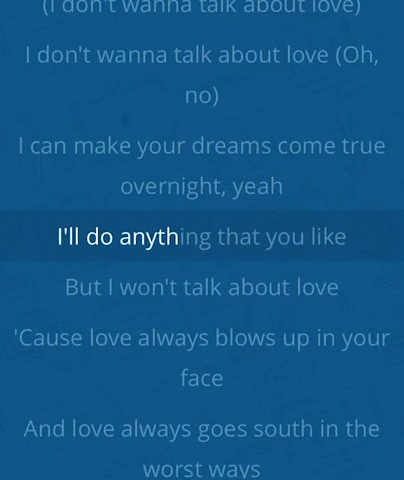 (I don't wanna talk about love)
I don't wanna talk about love (Oh,
no)
I can make your dreams come true
overnight, yeah
I'll do anything that you like
But I won't talk about love
'Cause love always blows up in your
face
And love always goes south in the
worst ways